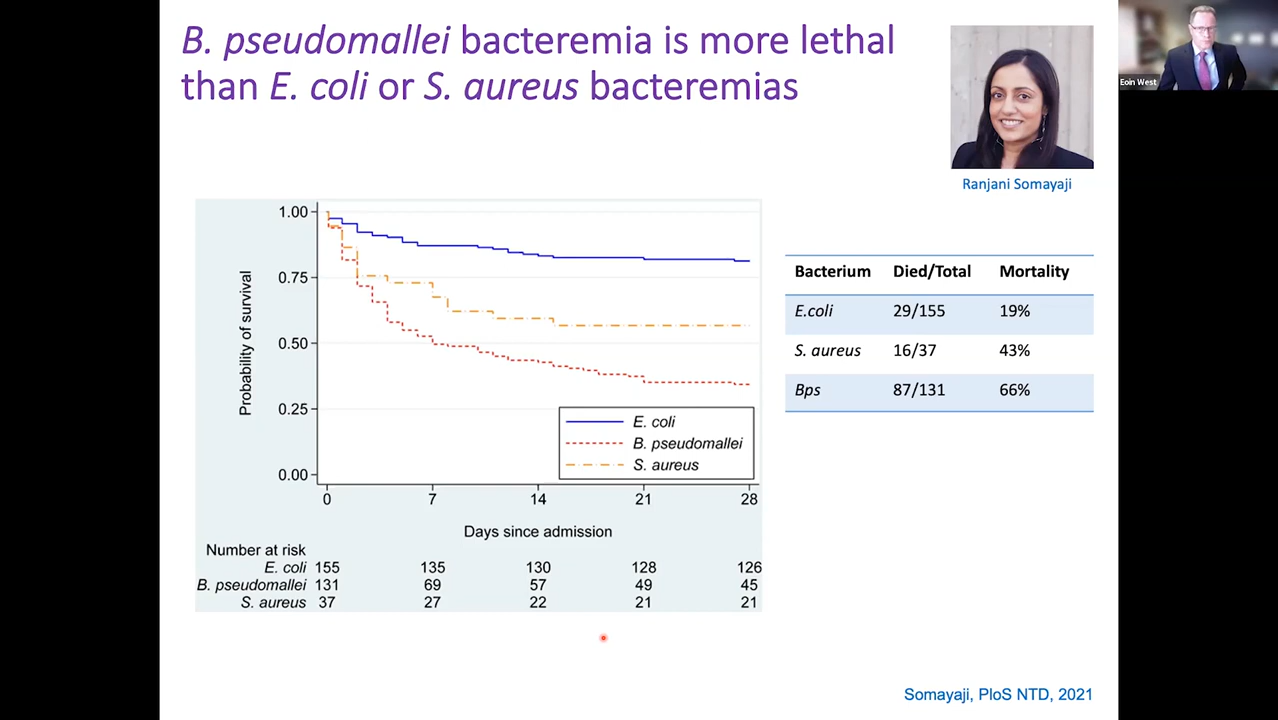 B. pseudomallei bacteremia is more lethal
than E. coli or S. aureus bacteremias
Eoin West
Ranjani Somayaji
1.00
0.75
0.50
0.25
0.00
Probability of survival
E. coli
B. pseudomallei
S. aureus
0 7 14 21 28
Days since admission
Number at risk
E. coli 155 135 130 128 126
B. pseudomallei 131 69 57 49 45
S. aureus 37 27 22 21 21
Bacterium Died/Total Mortality
E.coli 29/155 19%
S. aureus 16/37 43%
Bps 87/131 66%
Somayaji, PloS NTD, 2021